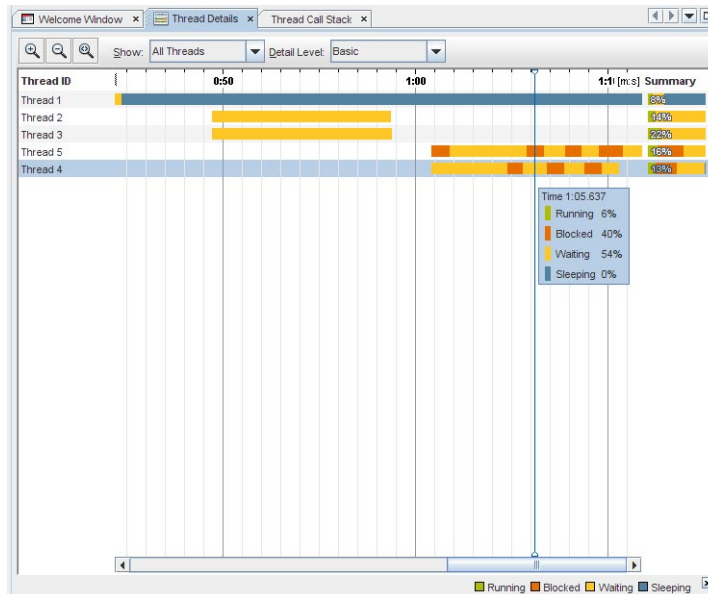 Welcome Window × Thread Details × Thread Call Stack ×
Show: All Threads Detail Level: Basic
Thread ID 0:50 1:00 1:1 [m:s] Summary
Thread 1 8%
Thread 2 14%
Thread 3 22%
Thread 5 16%
Thread 4 13%
Time 1:05.637
Running 6%
Blocked 40%
Waiting 54%
Sleeping 0%
Running Blocked Waiting Sleeping